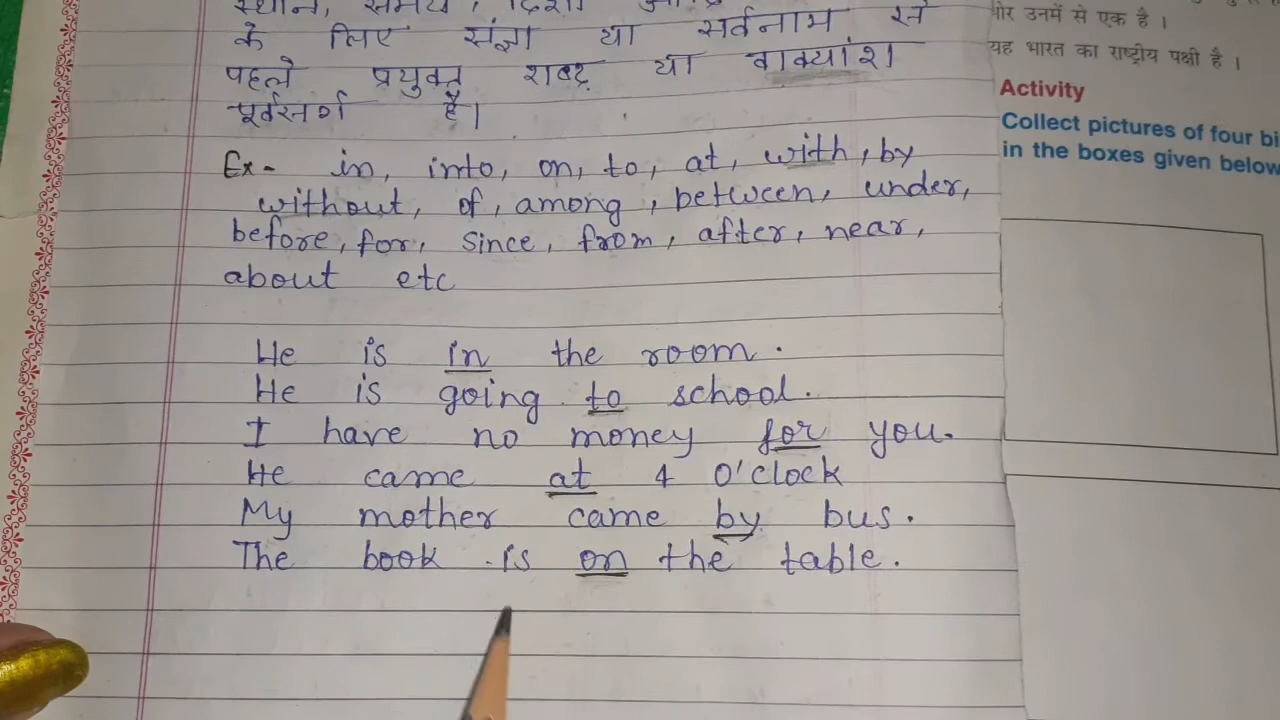 स्थान, समय, दिशा
के लिए संज्ञा या सर्वनाम से
पहले प्रयुक्त शब्द या वाक्यांश
पूर्वसर्ग है।
Ex- in, into, on, to, at, with, by
without, of, among, between, under,
before, for, since, from, after, near,
about etc
He is in the room.
He is going to school.
I have no money for you.
He came at 4 o'clock
My mother came by bus.
The book is on the table.
उनमें से एक है ।
यह भारत का राष्ट्रीय पक्षी है ।
Activity
Collect pictures of four bi
in the boxes given below